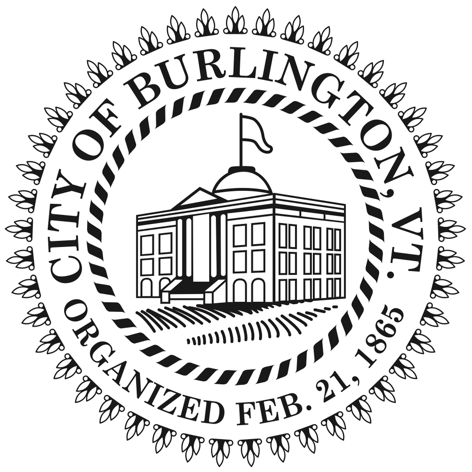 CITY OF BURLINGTON, VT.
ORGANIZED FEB. 21, 1865